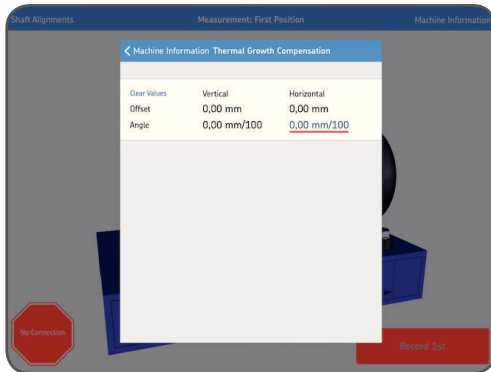 Shaft Alignments Measurement: First Position Machine Information
Machine Information Thermal Growth Compensation
Clear Values Vertical Horizontal
Offset 0,00 mm 0,00 mm
Angle 0,00 mm/100 0,00 mm/100
No Connection
Record 1st